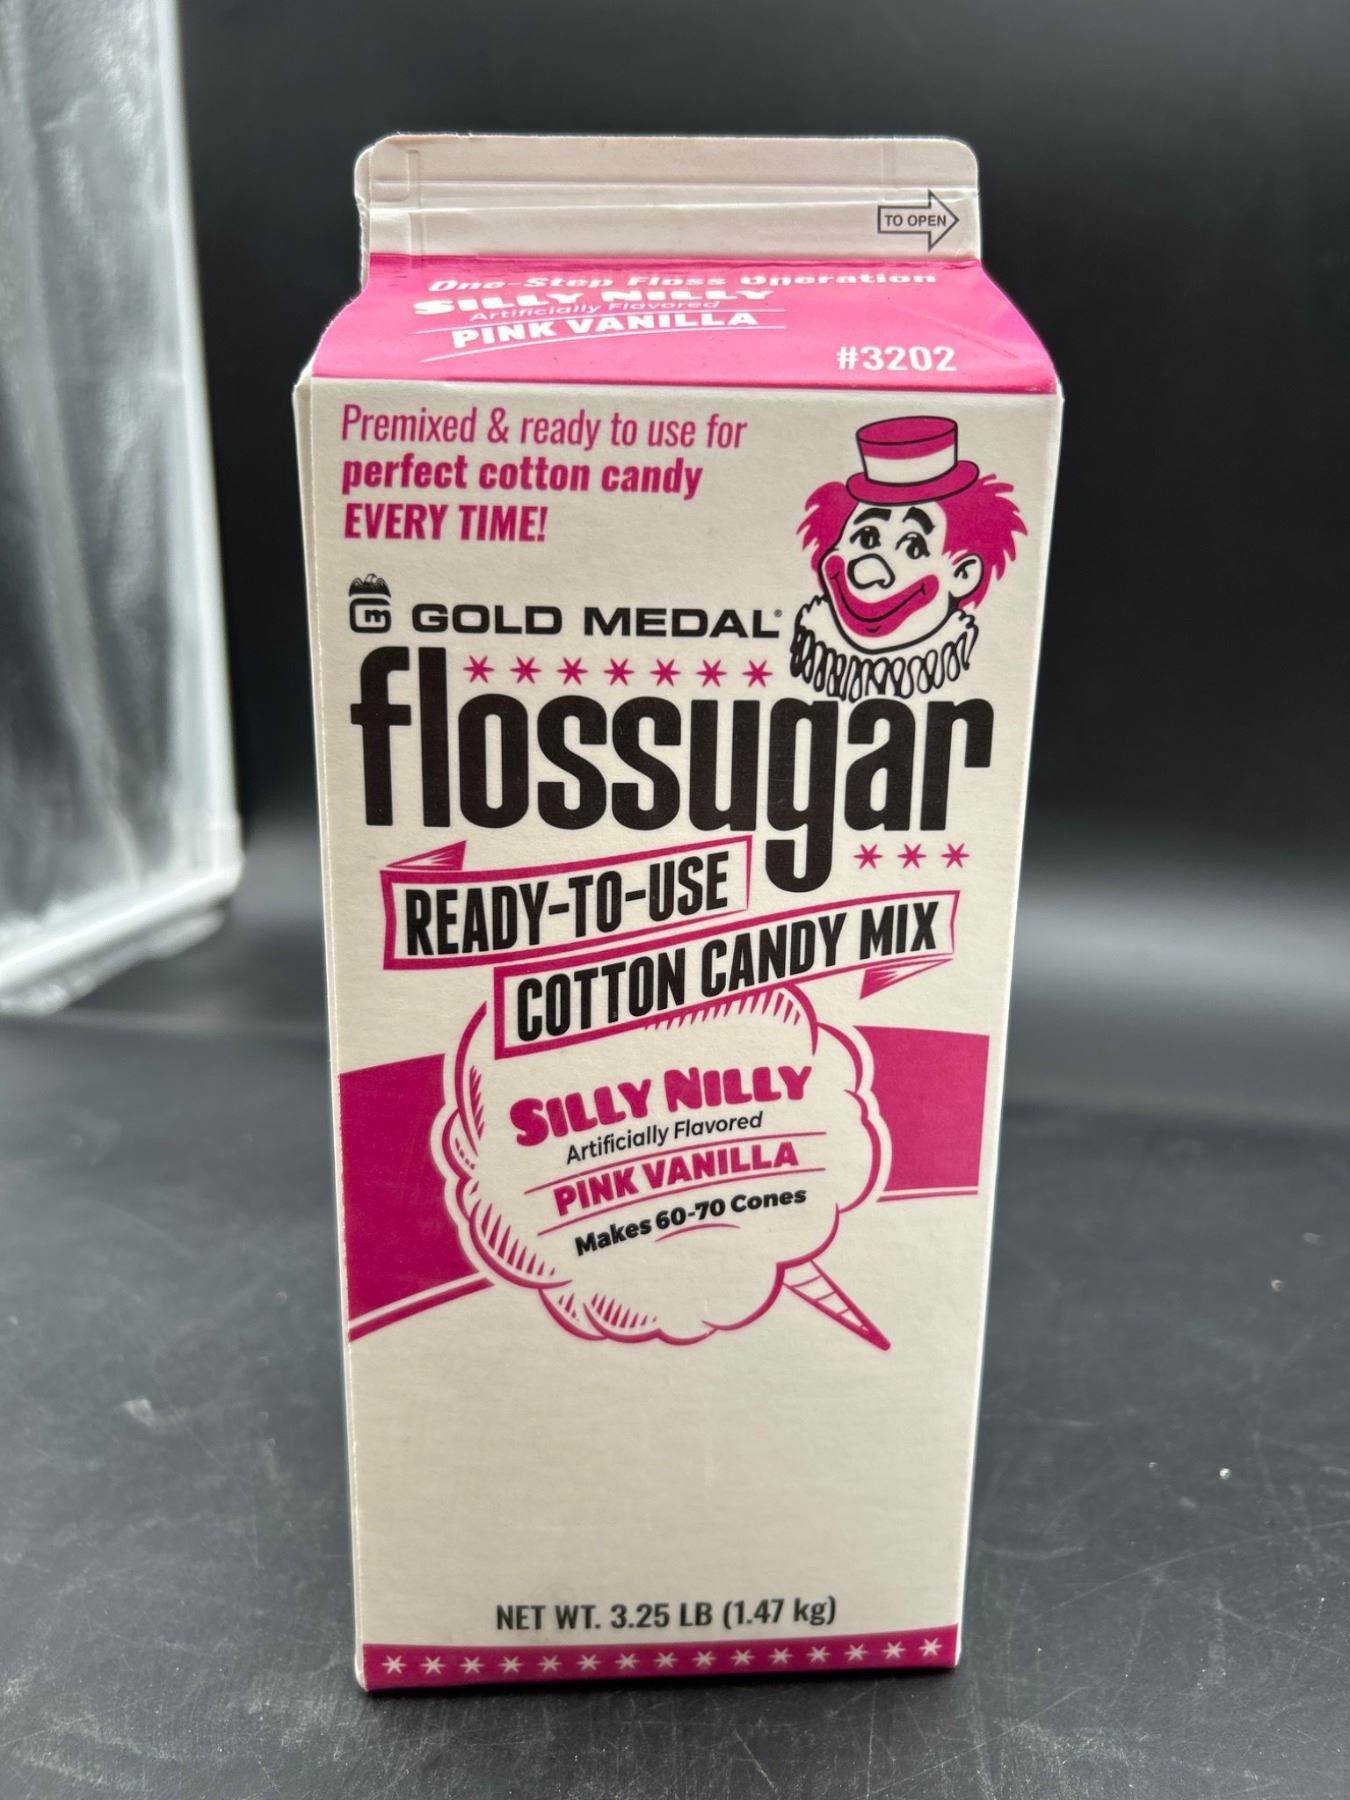 TO OPEN
One-Step Floss Operation
SILLY NILLY
Artificially Flavored
PINK VANILLA
#3202
Premixed & ready to use for
perfect cotton candy
EVERY TIME!
Gm GOLD MEDAL®
flossugar
READY-TO-USE
COTTON CANDY MIX
SILLY NILLY
Artificially Flavored
PINK VANILLA
Makes 60-70 Cones
NET WT. 3.25 LB (1.47 kg)